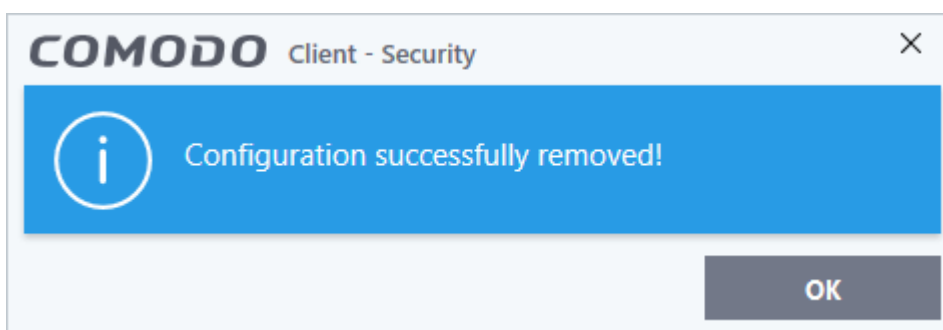 COMODO Client - Security
Configuration successfully removed!
OK